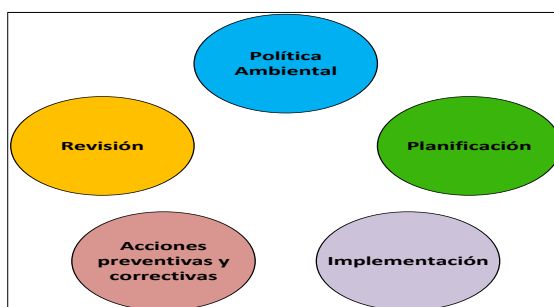 Política
Ambiental
Revisión
Planificación
Acciones
preventivas y
correctivas
Implementación